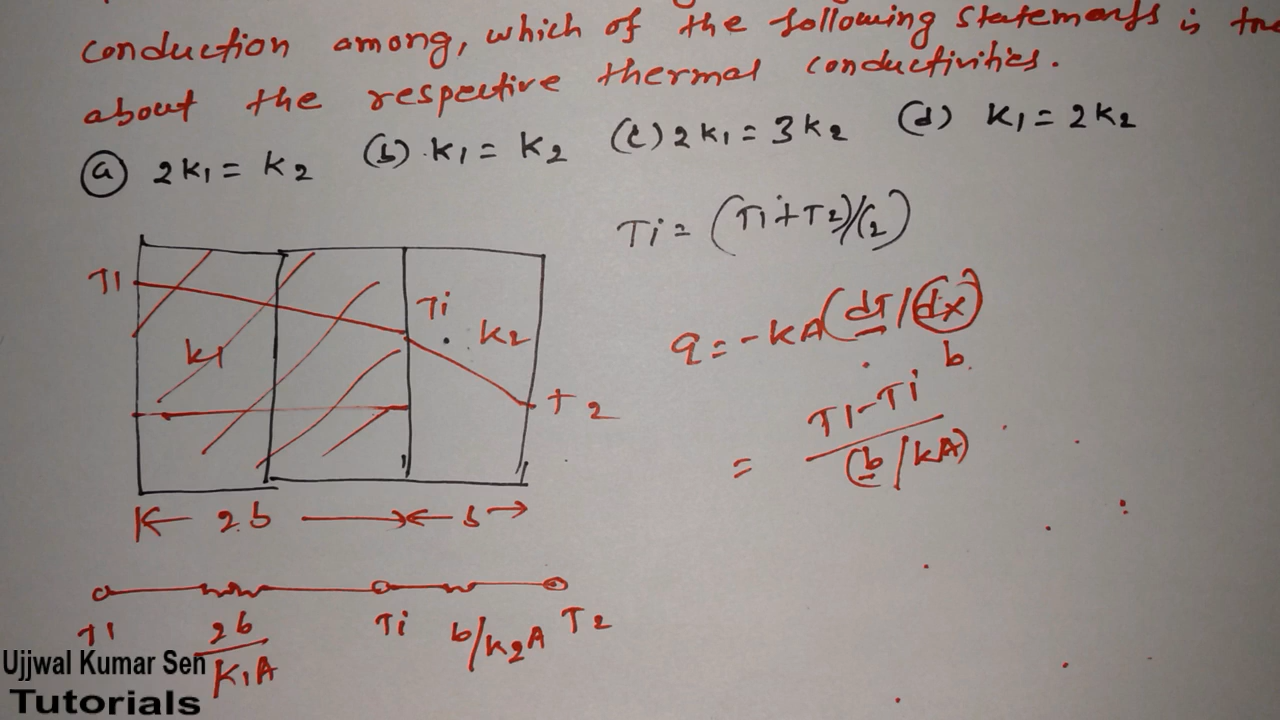 conduction among, which of the following statements is
about the respective thermal conductivities.
(a) 2K1 = K2 (b) K1 = K2 (c) 2K1 = 3K2 (d) K1 = 2K2
Ti = (T1+T2)/(2)
T1
Ti
K1
K2
T2
q = -KA(dT/dx)
b
= T1-Ti
(b/KA)
2b
b
T1
2b
K1A
Ti
b/K2A
T2
Ujjwal Kumar Sen
Tutorials